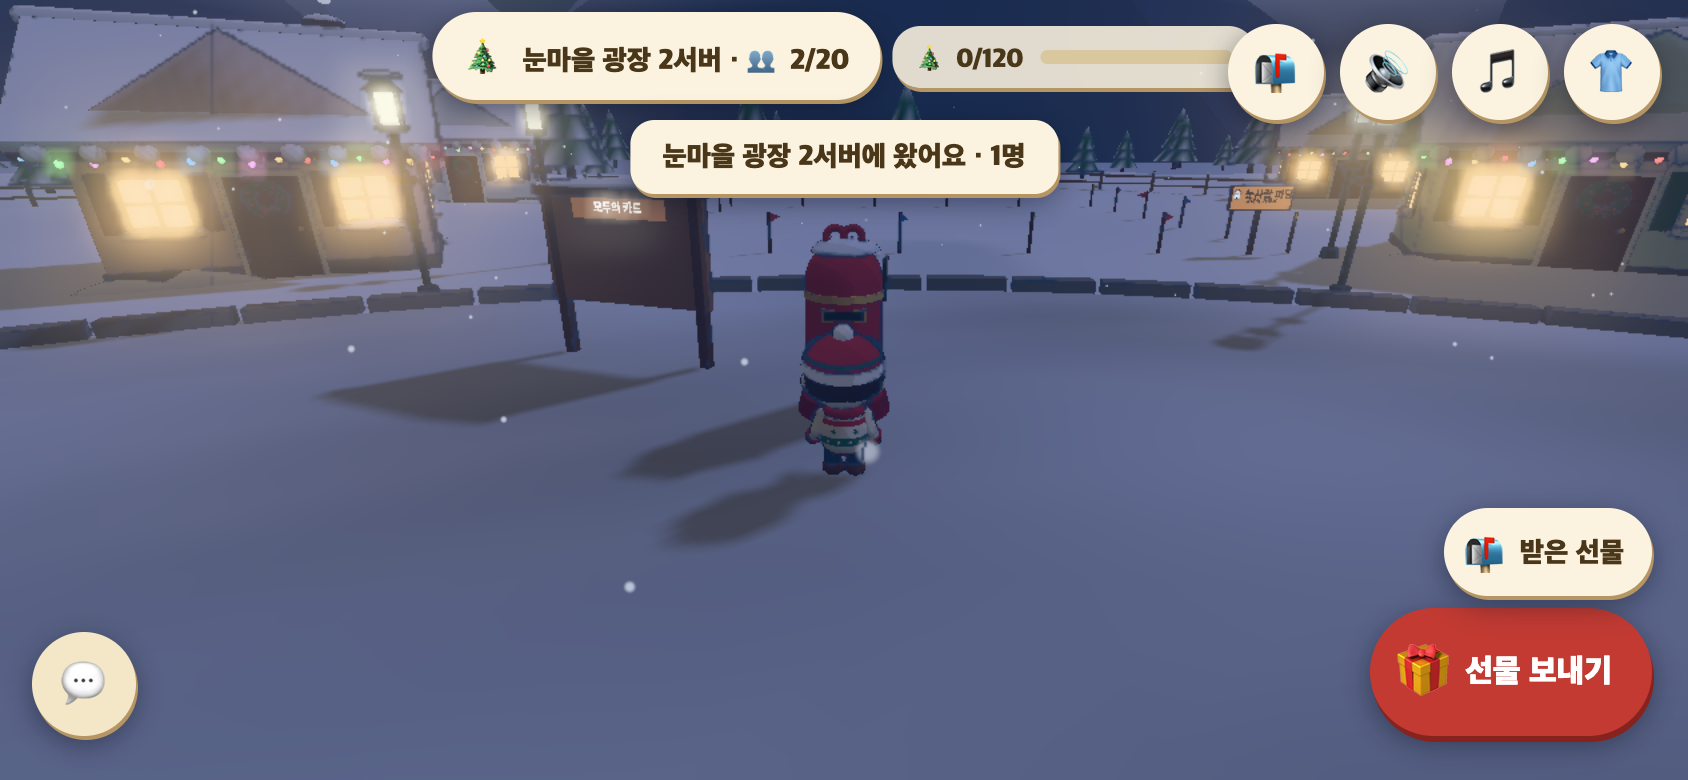 눈마을 광장 2서버 · 2/20
0/120
눈마을 광장 2서버에 왔어요 · 1명
모두의 카드
받은 선물
선물 보내기